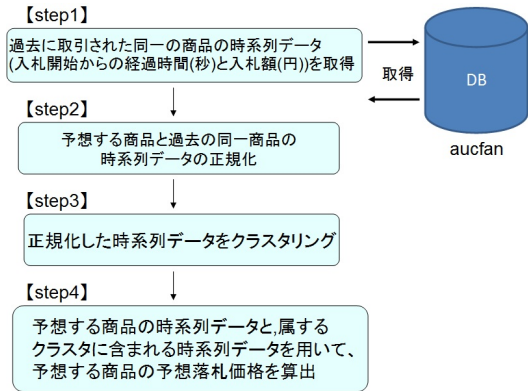 【step1】
過去に取引された同一の商品の時系列データ
(入札開始からの経過時間(秒)と入札額(円))を取得
取得
DB
aucfan
【step2】
予想する商品と過去の同一商品の
時系列データの正規化
【step3】
正規化した時系列データをクラスタリング
【step4】
予想する商品の時系列データと,属する
クラスタに含まれる時系列データを用いて、
予想する商品の予想落札価格を算出